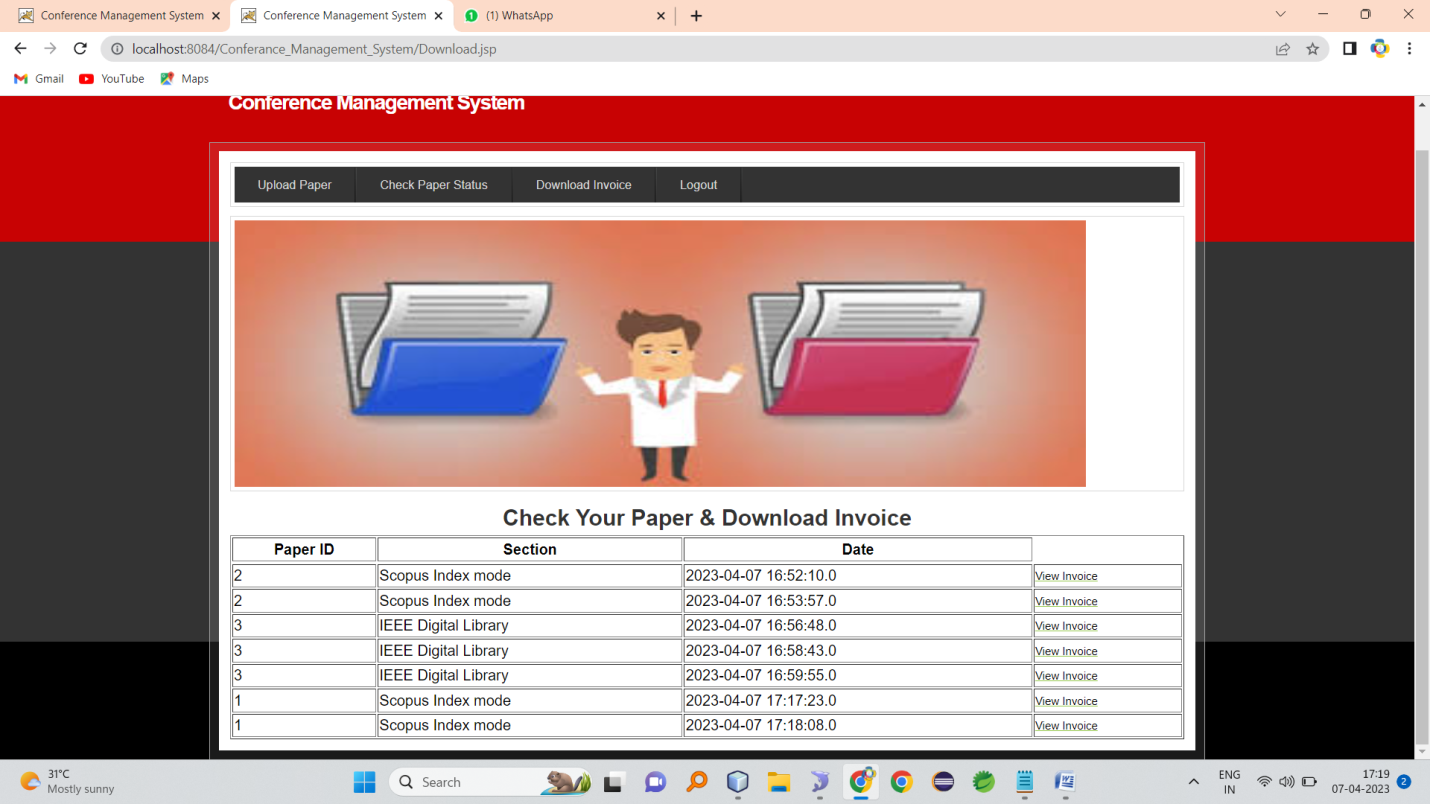 Conference Management System
Conference Management System
(1) WhatsApp
localhost:8084/Conferance_Management_System/Download.jsp
Gmail YouTube Maps
Conference Management System
Upload Paper Check Paper Status Download Invoice Logout
Check Your Paper & Download Invoice
Paper ID Section Date
2 Scopus Index mode 2023-04-07 16:52:10.0 View Invoice
2 Scopus Index mode 2023-04-07 16:53:57.0 View Invoice
3 IEEE Digital Library 2023-04-07 16:56:48.0 View Invoice
3 IEEE Digital Library 2023-04-07 16:58:43.0 View Invoice
3 IEEE Digital Library 2023-04-07 16:59:55.0 View Invoice
1 Scopus Index mode 2023-04-07 17:17:23.0 View Invoice
1 Scopus Index mode 2023-04-07 17:18:08.0 View Invoice
31°C
Mostly sunny
Search
ENG
IN
17:19
07-04-2023
2